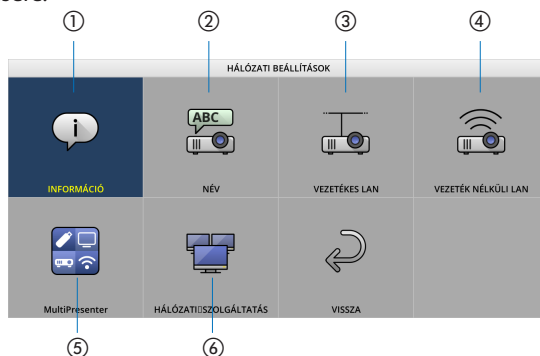 ① ② ③ ④
HÁLÓZATI BEÁLLÍTÁSOK
ABC
i
INFORMÁCIÓ NÉV VEZETÉKES LAN VEZETÉK NÉLKÜLI LAN
MultiPresenter HÁLÓZATI▯SZOLGÁLTATÁS VISSZA
⑤ ⑥